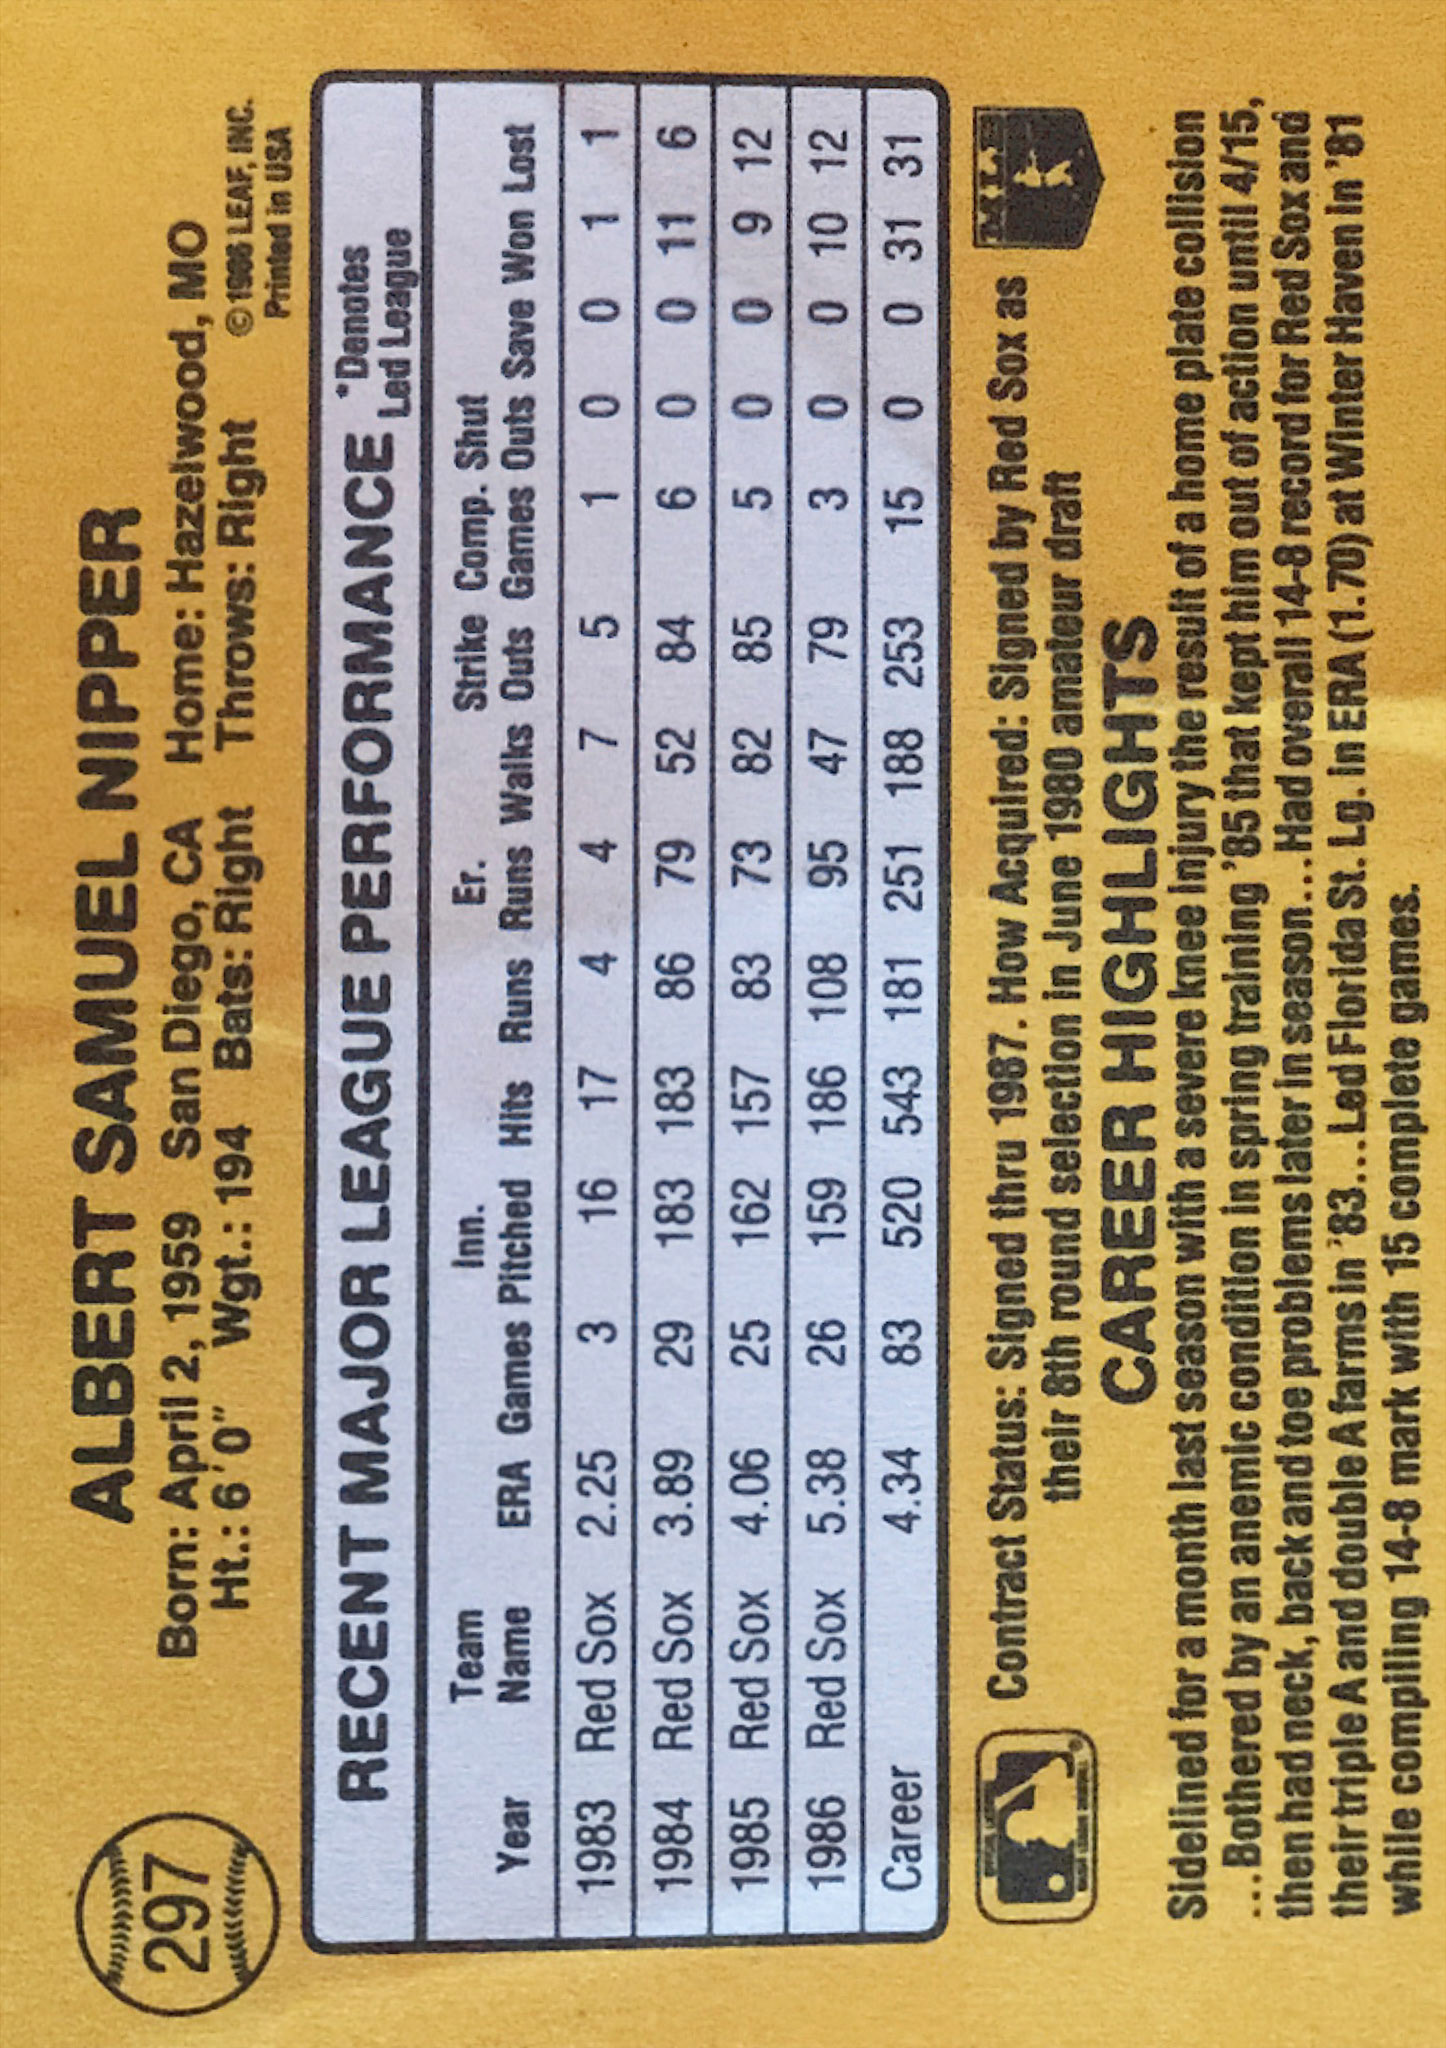 297
ALBERT SAMUEL NIPPER
Born: April 2, 1959 San Diego, CA Home: Hazelwood, MO
Ht.: 6'0" Wgt.: 194 Bats: Right Throws: Right
©1986 LEAF, INC.
Printed in USA
RECENT MAJOR LEAGUE PERFORMANCE *Denotes
Led League
Team Inn. Er. Strike Comp. Shut
Year Name ERA Games Pitched Hits Runs Runs Walks Outs Games Outs Save Won Lost
1983 Red Sox 2.25 3 16 17 4 4 7 5 1 0 0 1 1
1984 Red Sox 3.89 29 183 183 86 79 52 84 6 0 0 11 6
1985 Red Sox 4.06 25 162 157 83 73 82 85 5 0 0 9 12
1986 Red Sox 5.38 26 159 186 108 95 47 79 3 0 0 10 12
Career 4.34 83 520 543 181 251 188 253 15 0 0 31 31
Contract Status: Signed thru 1987. How Acquired: Signed by Red Sox as
their 8th round selection in June 1980 amateur draft
CAREER HIGHLIGHTS
Sidelined for a month last season with a severe knee injury the result of a home plate collision
...Bothered by an anemic condition in spring training '85 that kept him out of action until 4/15,
then had neck, back and toe problems later in season...Had overall 14-8 record for Red Sox and
their triple A and double A farms in '83...Led Florida St. Lg. in ERA (1.70) at Winter Haven in '81
while compiling 14-8 mark with 15 complete games.